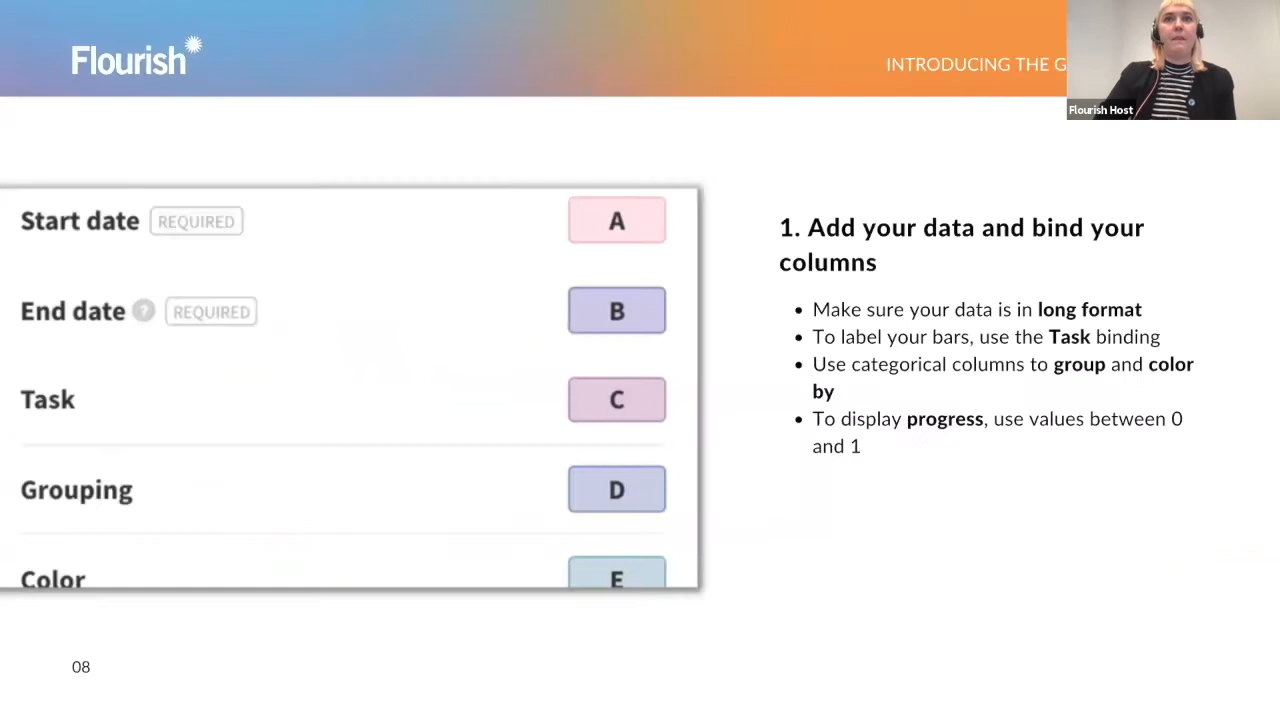 Flourish
INTRODUCING THE G
Flourish Host
Start date REQUIRED A
End date ? REQUIRED B
Task C
Grouping D
Color E
1. Add your data and bind your
columns
• Make sure your data is in long format
• To label your bars, use the Task binding
• Use categorical columns to group and color
by
• To display progress, use values between 0
and 1
08